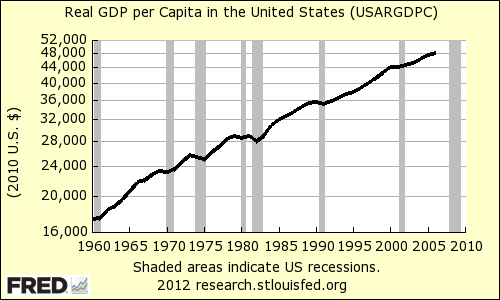 Real GDP per Capita in the United States (USARGDPC)
(2010 U.S. $)
52,000
48,000
44,000
40,000
36,000
32,000
28,000
24,000
20,000
16,000
1960 1965 1970 1975 1980 1985 1990 1995 2000 2005 2010
Shaded areas indicate US recessions.
FRED 2012 research.stlouisfed.org